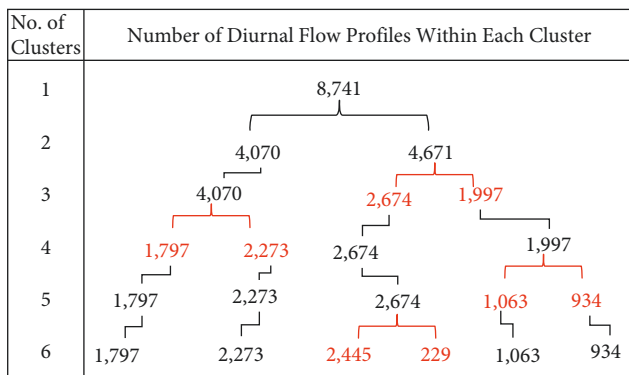 No. of Clusters Number of Diurnal Flow Profiles Within Each Cluster
1 8,741
2 4,070 4,671
3 4,070 2,674 1,997
4 1,797 2,273 2,674 1,997
5 1,797 2,273 2,674 1,063 934
6 1,797 2,273 2,445 229 1,063 934